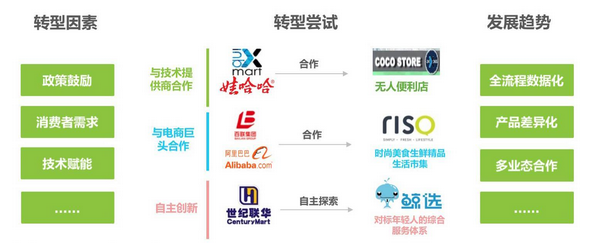 转型因素
转型尝试
发展趋势
政策鼓励
消费者需求
技术赋能
......
与技术提
供商合作
mart
娃哈哈®
合作
COCO STORE
无人便利店
与电商巨
头合作
百联集团
阿里巴巴
Alibaba.com
合作
RISO
SIMPLY · FRESH · LIFESTYLE
时尚美食生鲜精品
生活市集
自主创新
世纪联华
CenturyMart
自主探索
鲸选
对标年轻人的综合
服务体系
全流程数据化
产品差异化
多业态合作
......